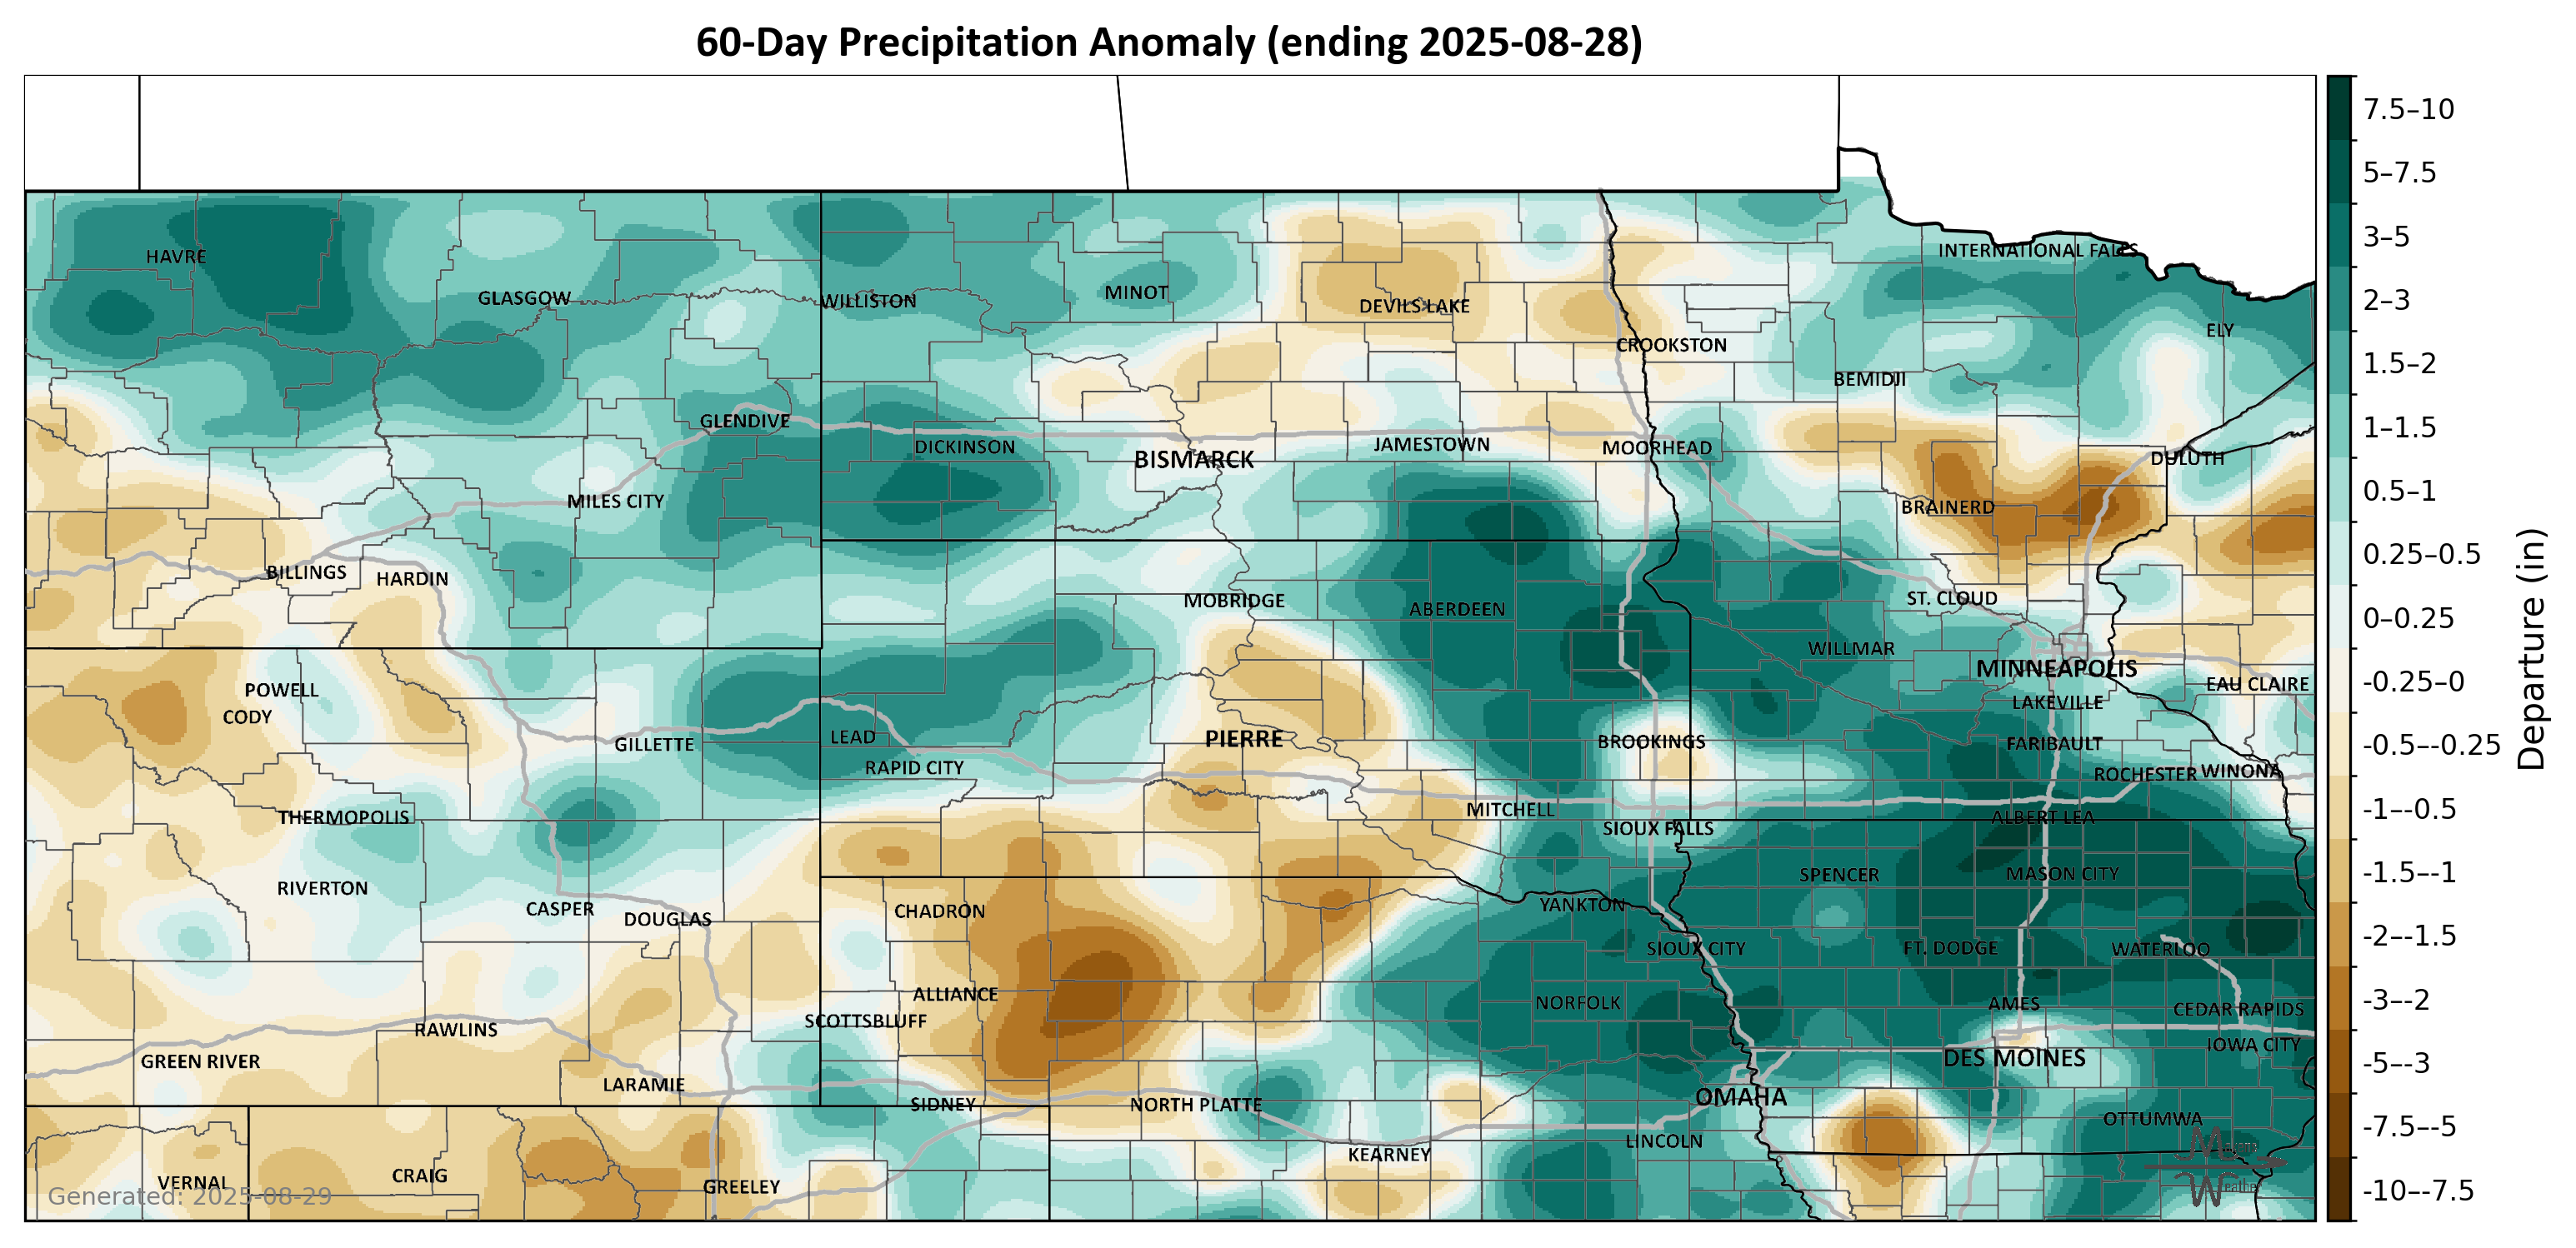 60-Day Precipitation Anomaly (ending 2025-08-28)
7.5–10
5–7.5
3–5
2–3
1.5–2
1–1.5
0.5–1
0.25–0.5
0–0.25
-0.25–0
-0.5–-0.25
-1–-0.5
-1.5–-1
-2–-1.5
-3–-2
-5–-3
-7.5–-5
-10–-7.5
Departure (in)
HAVRE
GLASGOW
WILLISTON
MINOT
DEVILS LAKE
INTERNATIONAL FALLS
ELY
CROOKSTON
BEMIDJI
GLENDIVE
DICKINSON
BISMARCK
JAMESTOWN
MOORHEAD
DULUTH
MILES CITY
BRAINERD
BILLINGS
HARDIN
MOBRIDGE
ABERDEEN
ST. CLOUD
WILLMAR
MINNEAPOLIS
POWELL
CODY
LAKEVILLE
EAU CLAIRE
GILLETTE
LEAD
RAPID CITY
PIERRE
BROOKINGS
FARIBAULT
ROCHESTER
WINONA
THERMOPOLIS
MITCHELL
SIOUX FALLS
ALBERT LEA
RIVERTON
CASPER
DOUGLAS
CHADRON
YANKTON
SPENCER
MASON CITY
SIOUX CITY
FT. DODGE
WATERLOO
ALLIANCE
SCOTTSBLUFF
NORFOLK
AMES
CEDAR RAPIDS
GREEN RIVER
RAWLINS
DES MOINES
IOWA CITY
LARAMIE
SIDNEY
NORTH PLATTE
OMAHA
OTTUMWA
LINCOLN
KEARNEY
VERNAL
CRAIG
GREELEY
Generated: 2025-08-29